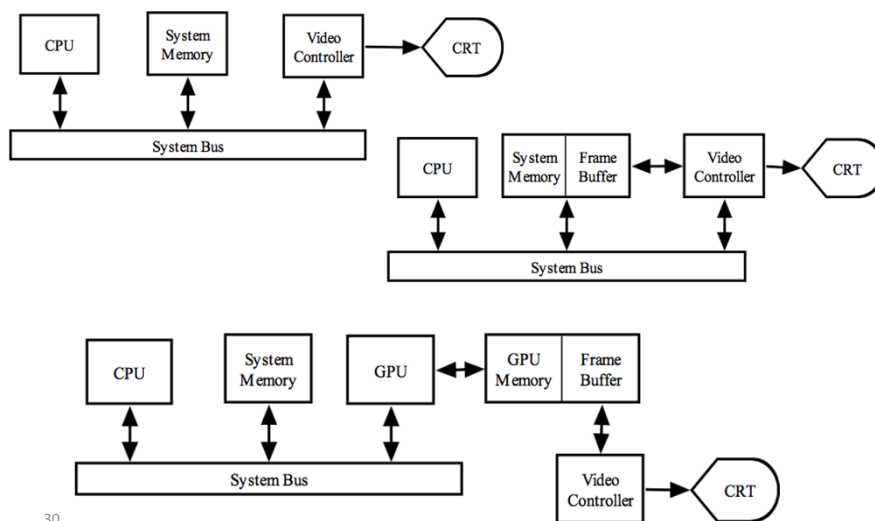 CPU
System
Memory
Video
Controller
CRT
System Bus
CPU
System
Memory
Frame
Buffer
Video
Controller
CRT
System Bus
CPU
System
Memory
GPU
GPU
Memory
Frame
Buffer
System Bus
Video
Controller
CRT
30